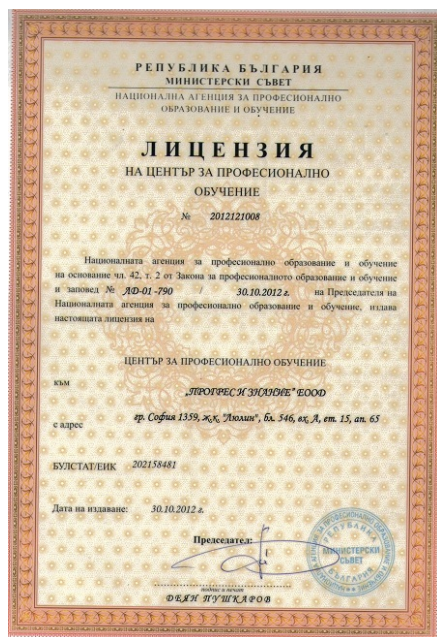 РЕПУБЛИКА БЪЛГАРИЯ
МИНИСТЕРСКИ СЪВЕТ
НАЦИОНАЛНА АГЕНЦИЯ ЗА ПРОФЕСИОНАЛНО
ОБРАЗОВАНИЕ И ОБУЧЕНИЕ
ЛИЦЕНЗИЯ
НА ЦЕНТЪР ЗА ПРОФЕСИОНАЛНО
ОБУЧЕНИЕ
№ 2012121008
Националната агенция за професионално образование и обучение
на основание чл. 42, т. 2 от Закона за професионалното образование и обучение
и заповед № АД-01-790 / 30.10.2012 г. на Председателя на
Националната агенция за професионално образование и обучение, издава
настоящата лицензия на
ЦЕНТЪР ЗА ПРОФЕСИОНАЛНО ОБУЧЕНИЕ
към
„ПРОГРЕС И ЗНАНИЕ" ЕООД
гр. София 1359, ж.к. "Люлин", бл. 546, вх. А, ет. 15, ап. 65
с адрес
БУЛСТАТ/ЕИК 202158481
Дата на издаване: 30.10.2012 г.
Председател:
подпис и печат
ДЕЯН ПУШКАРОВ
РЕПУБЛИКА
МИНИСТЕРСКИ
СЪВЕТ
БЪЛГАРИЯ